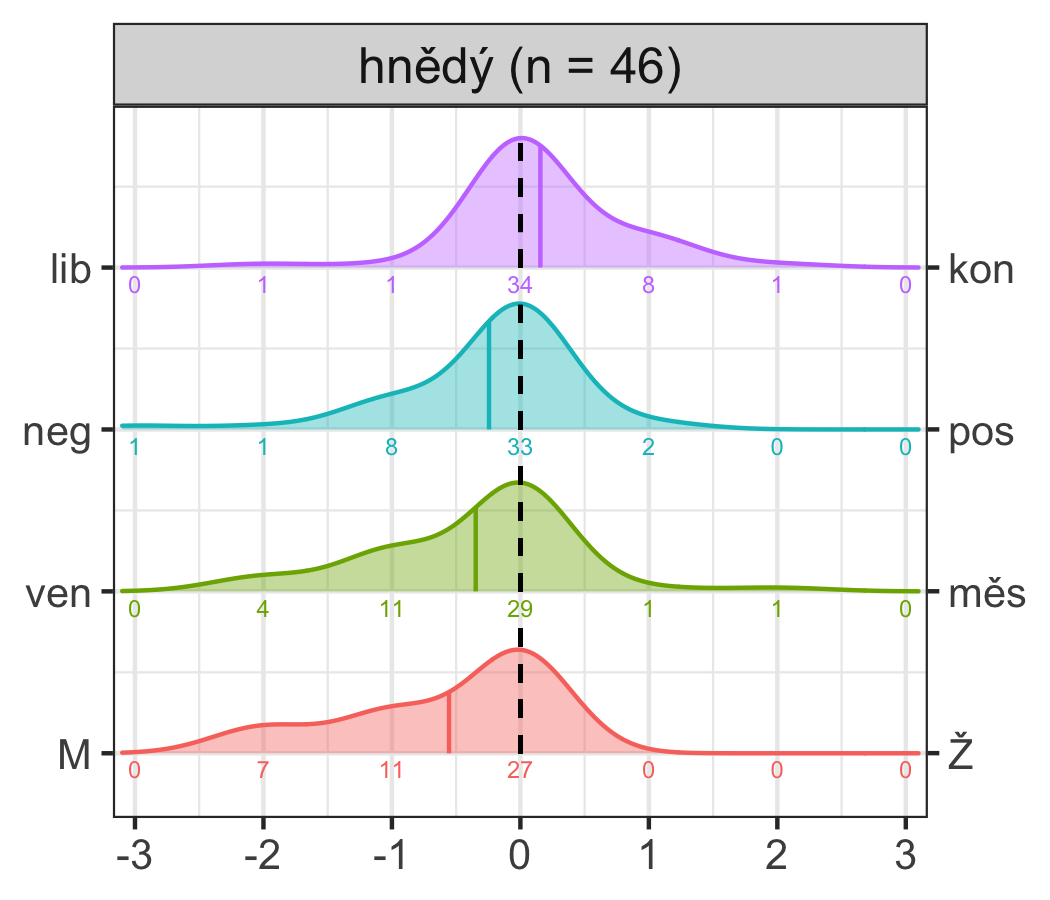 hnědý (n = 46)
lib kon
0 1 1 34 8 1 0
neg pos
1 1 8 33 2 0 0
ven měs
0 4 11 29 1 1 0
M Ž
0 7 11 27 0 0 0
-3 -2 -1 0 1 2 3